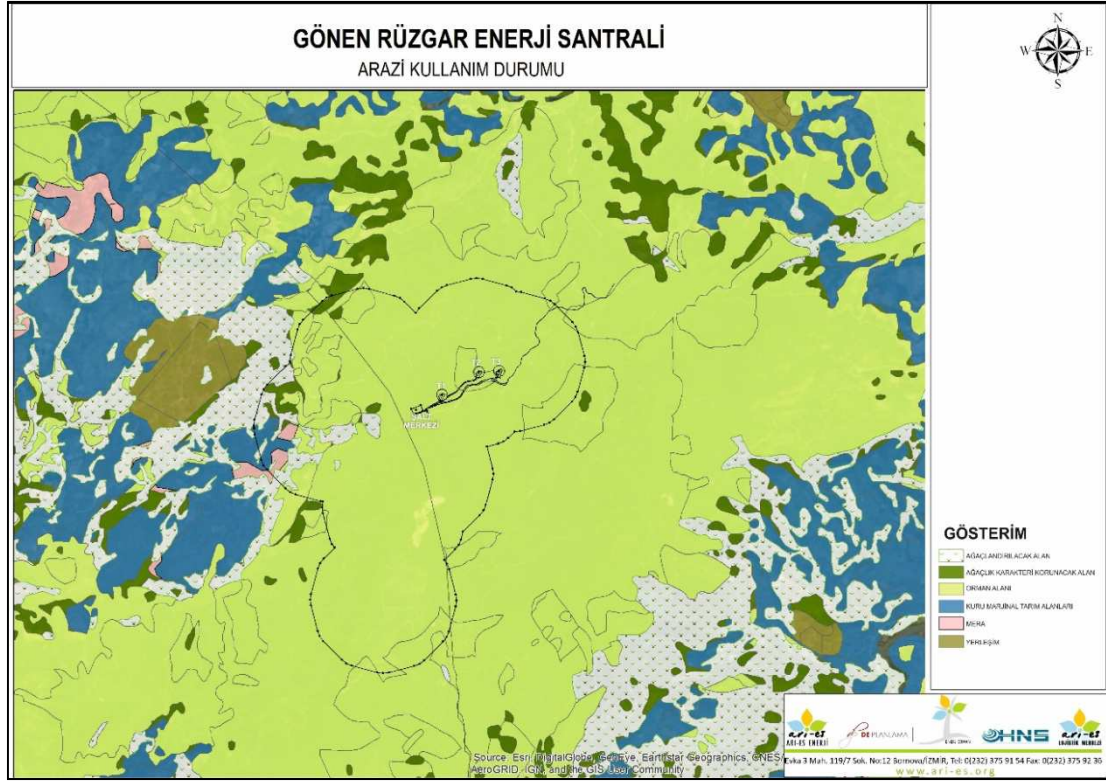 GÖNEN RÜZGAR ENERJİ SANTRALİ
ARAZİ KULLANIM DURUMU
N
W
E
S
T1
T2
T3
MERKEZİ
GÖSTERİM
AĞAÇLANDIRILACAK ALAN
AĞAÇLIK KARAKTERİ KORUNACAK ALAN
ORMAN ALANI
KURU MARJİNAL TARIM ALANLARI
MERA
YERLEŞİM
Source: Esri, DigitalGlobe, GeoEye, Earthstar Geographics, CNES/
AeroGRID, IGN, and the GIS User Community
arı-es
ARI-ES ENERJİ
DE PLANLAMA
HNS
arı-es
Evka 3 Mah. 119/7 Sok. No:12 Bornova/İZMİR, Tel: 0(232) 375 91 54 Fax: 0(232) 375 92 36
www.ari-es.org